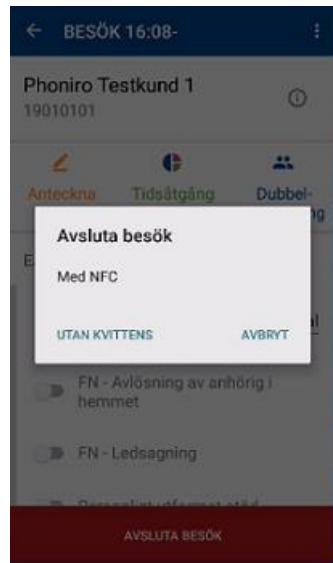 BESÖK 16:08-
Phoniro Testkund 1
19010101
Anteckna Tidsåtgång Dubbel-
Avsluta besök
Med NFC
UTAN KVITTENS AVBRYT
FN - Avlösning av anhörig i
hemmet
FN - Ledsagning
AVSLUTA BESÖK